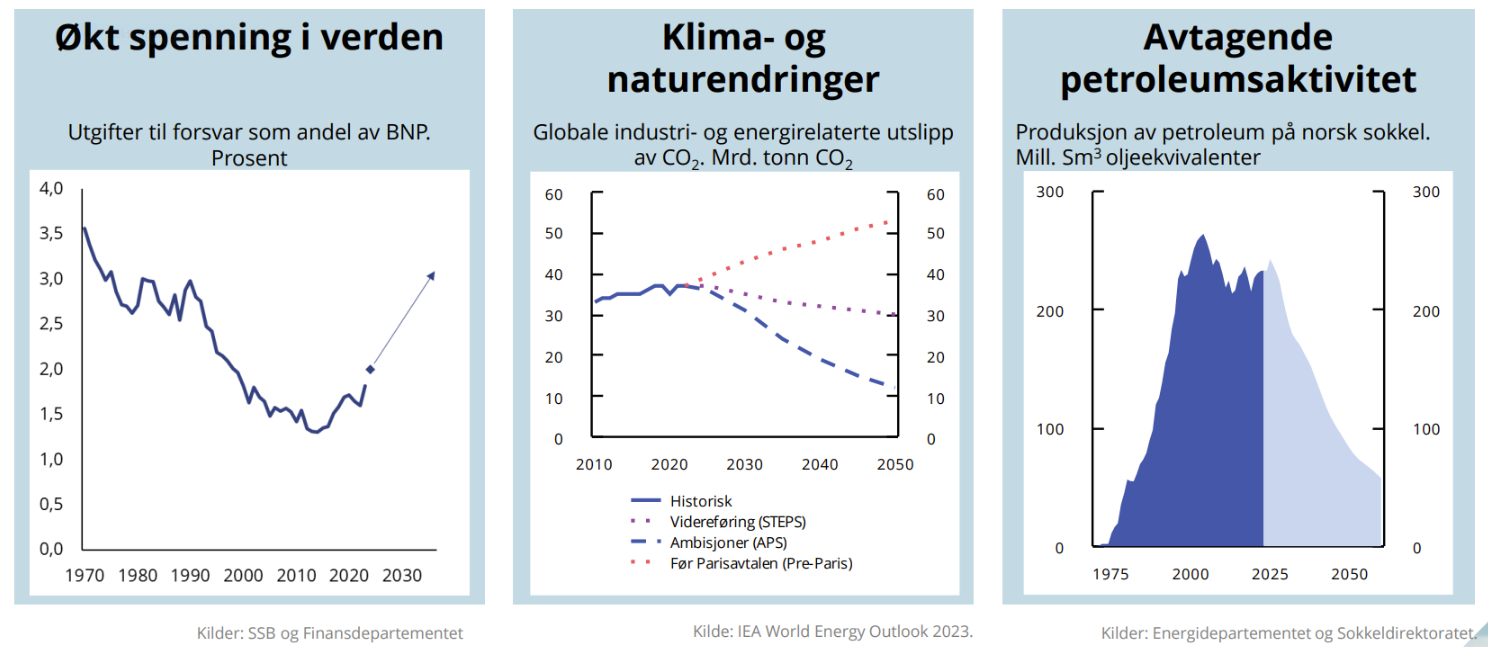 Økt spenning i verden
Utgifter til forsvar som andel av BNP.
Prosent
4,0
3,5
3,0
2,5
2,0
1,5
1,0
0,5
0,0
1970 1980 1990 2000 2010 2020 2030
Kilder: SSB og Finansdepartementet
Klima- og
naturendringer
Globale industri- og energirelaterte utslipp
av CO₂. Mrd. tonn CO₂
60 60
50 50
40 40
30 30
20 20
10 10
0 0
2010 2020 2030 2040 2050
Historisk
Videreføring (STEPS)
Ambisjoner (APS)
Før Parisavtalen (Pre-Paris)
Kilde: IEA World Energy Outlook 2023.
Avtagende
petroleumsaktivitet
Produksjon av petroleum på norsk sokkel.
Mill. Sm³ oljeekvivalenter
300 300
200 200
100 100
0 0
1975 2000 2025 2050
Kilder: Energidepartementet og Sokkeldirektoratet.